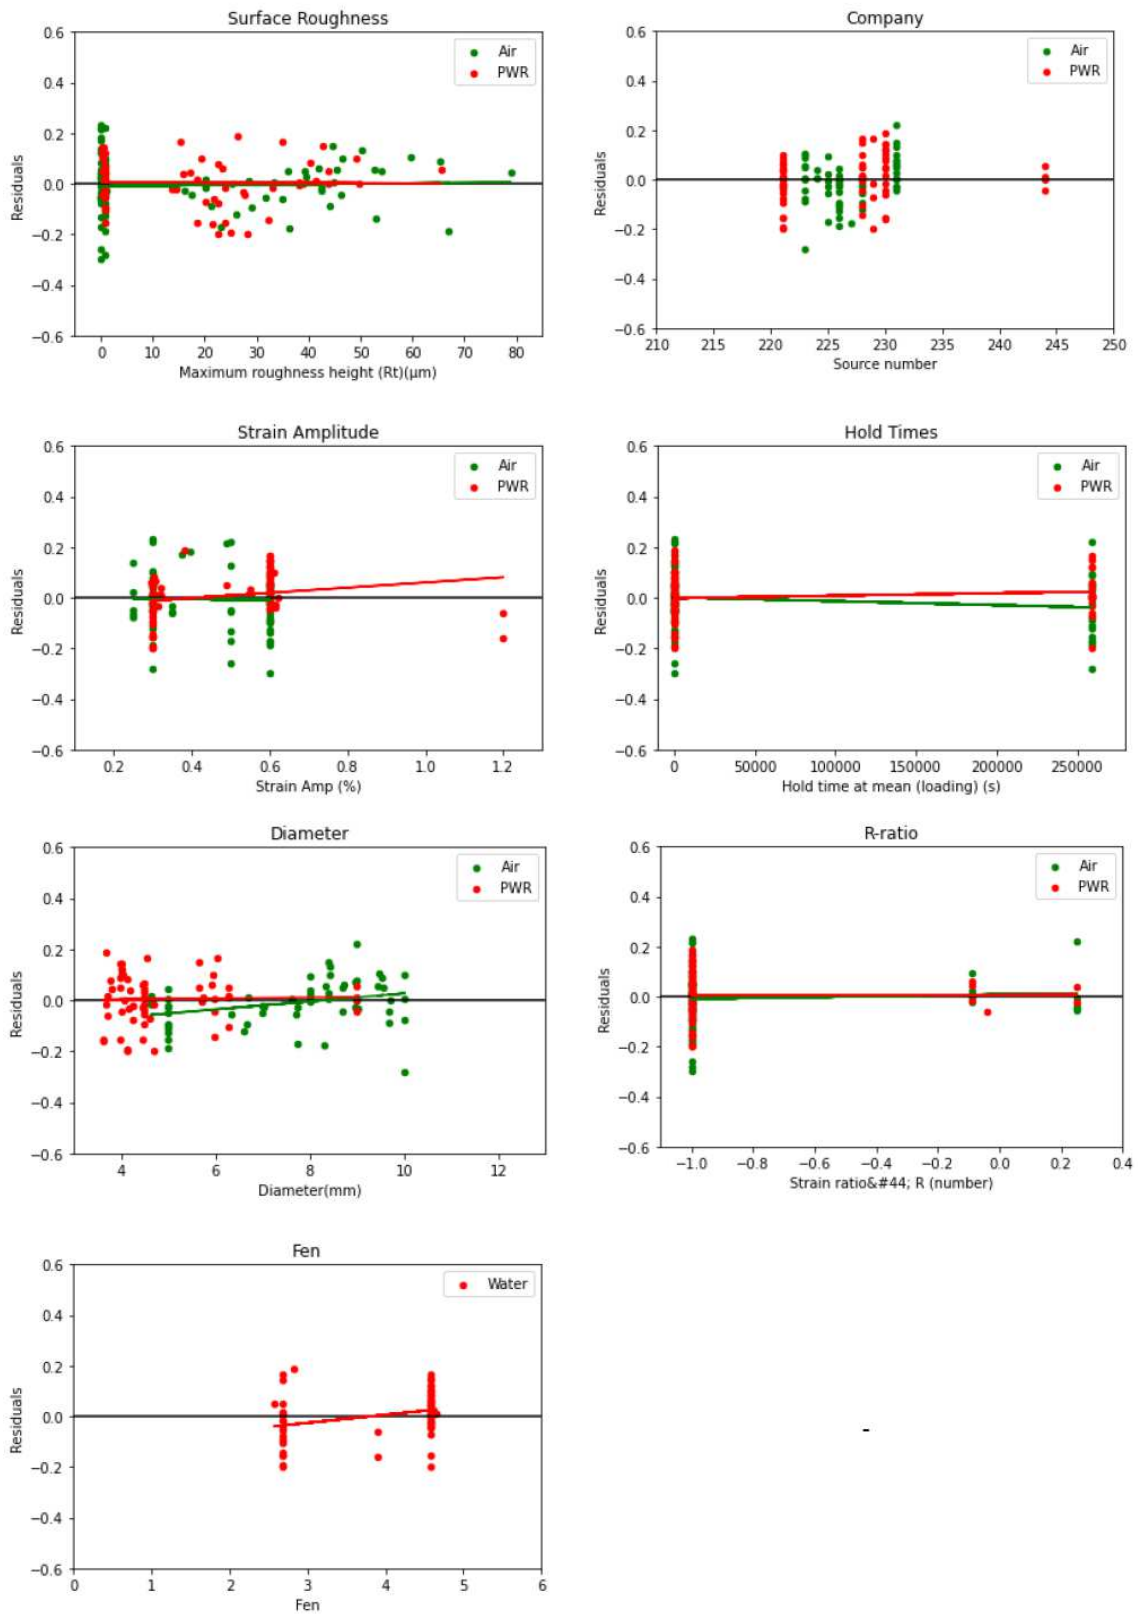 Surface Roughness
0.6
0.4
0.2
0.0
−0.2
−0.4
−0.6
Residuals
Air
PWR
0 10 20 30 40 50 60 70 80
Maximum roughness height (Rt)(μm)
Company
0.6
0.4
0.2
0.0
−0.2
−0.4
−0.6
Residuals
Air
PWR
210 215 220 225 230 235 240 245 250
Source number
Strain Amplitude
0.6
0.4
0.2
0.0
−0.2
−0.4
−0.6
Residuals
Air
PWR
0.2 0.4 0.6 0.8 1.0 1.2
Strain Amp (%)
Hold Times
0.6
0.4
0.2
0.0
−0.2
−0.4
−0.6
Residuals
Air
PWR
0 50000 100000 150000 200000 250000
Hold time at mean (loading) (s)
Diameter
0.6
0.4
0.2
0.0
−0.2
−0.4
−0.6
Residuals
Air
PWR
4 6 8 10 12
Diameter(mm)
R-ratio
0.6
0.4
0.2
0.0
−0.2
−0.4
−0.6
Residuals
Air
PWR
−1.0 −0.8 −0.6 −0.4 −0.2 0.0 0.2 0.4
Strain ratio&#44; R (number)
Fen
0.6
0.4
0.2
0.0
−0.2
−0.4
−0.6
Residuals
Water
0 1 2 3 4 5 6
Fen
-